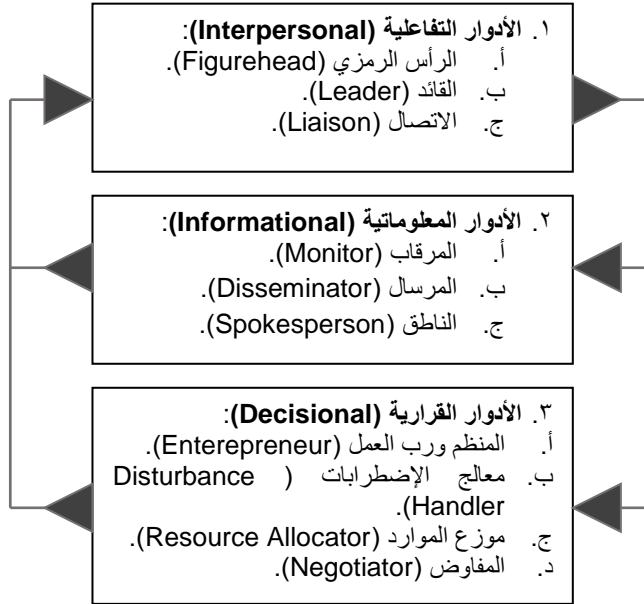 ١. الأدوار التفاعلية (Interpersonal):
أ. الرأس الرمزي (Figurehead).
ب. القائد (Leader).
ج. الاتصال (Liaison).
٢. الأدوار المعلوماتية (Informational):
أ. المرقاب (Monitor).
ب. المرسال (Disseminator).
ج. الناطق (Spokesperson).
٣. الأدوار القرارية (Decisional):
أ. المنظم ورب العمل (Enterepreneur).
ب. معالج الإضطرابات ( Disturbance
Handler).
ج. موزع الموارد (Resource Allocator).
د. المفاوض (Negotiator).